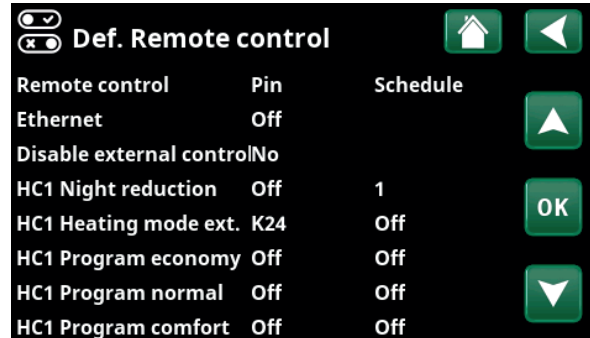 Def. Remote control
Remote control Pin Schedule
Ethernet Off
Disable external control No
HC1 Night reduction Off 1
OK
HC1 Heating mode ext. K24 Off
HC1 Program economy Off Off
HC1 Program normal Off Off
HC1 Program comfort Off Off